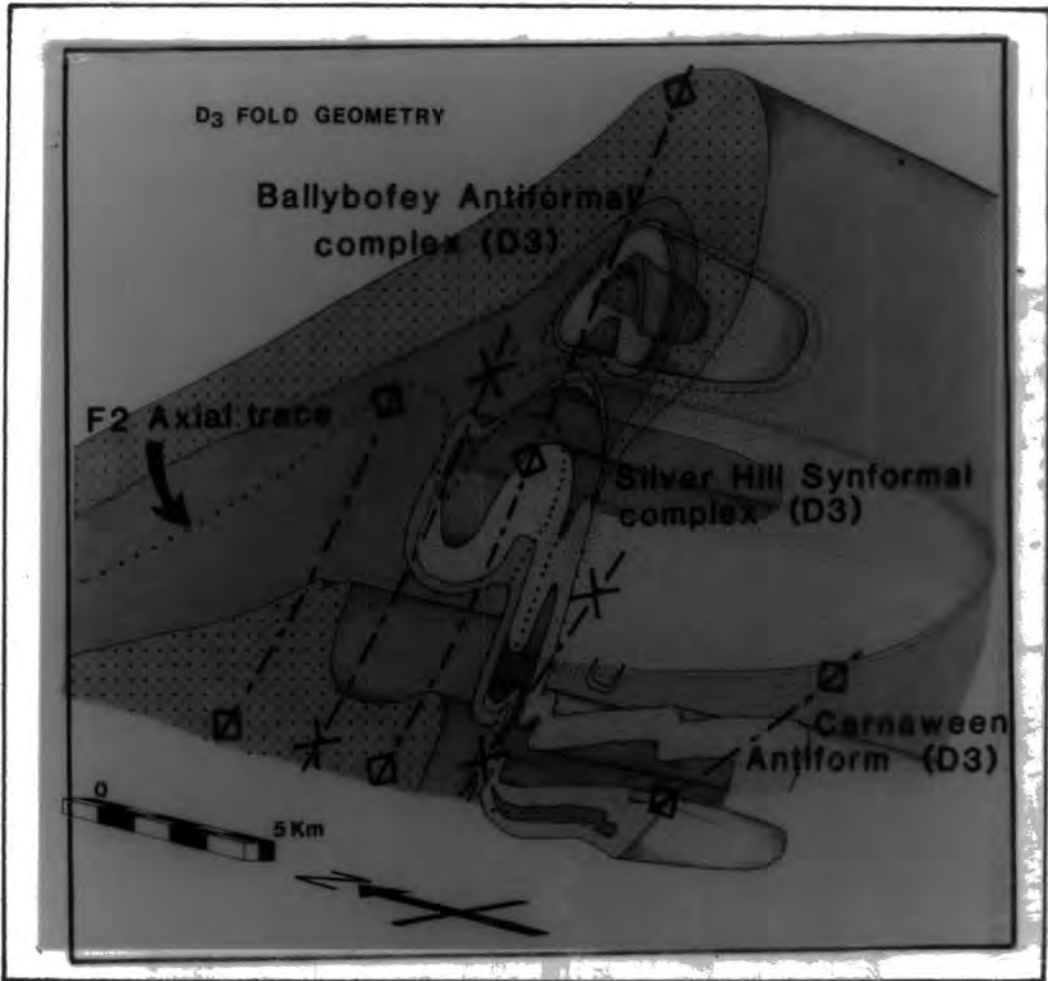 D3 FOLD GEOMETRY
Ballybofey Antiformal
complex (D3)
F2 Axial trace
Silver Hill Synformal
complex (D3)
Carnaween
Antiform (D3)
0
5 Km
N